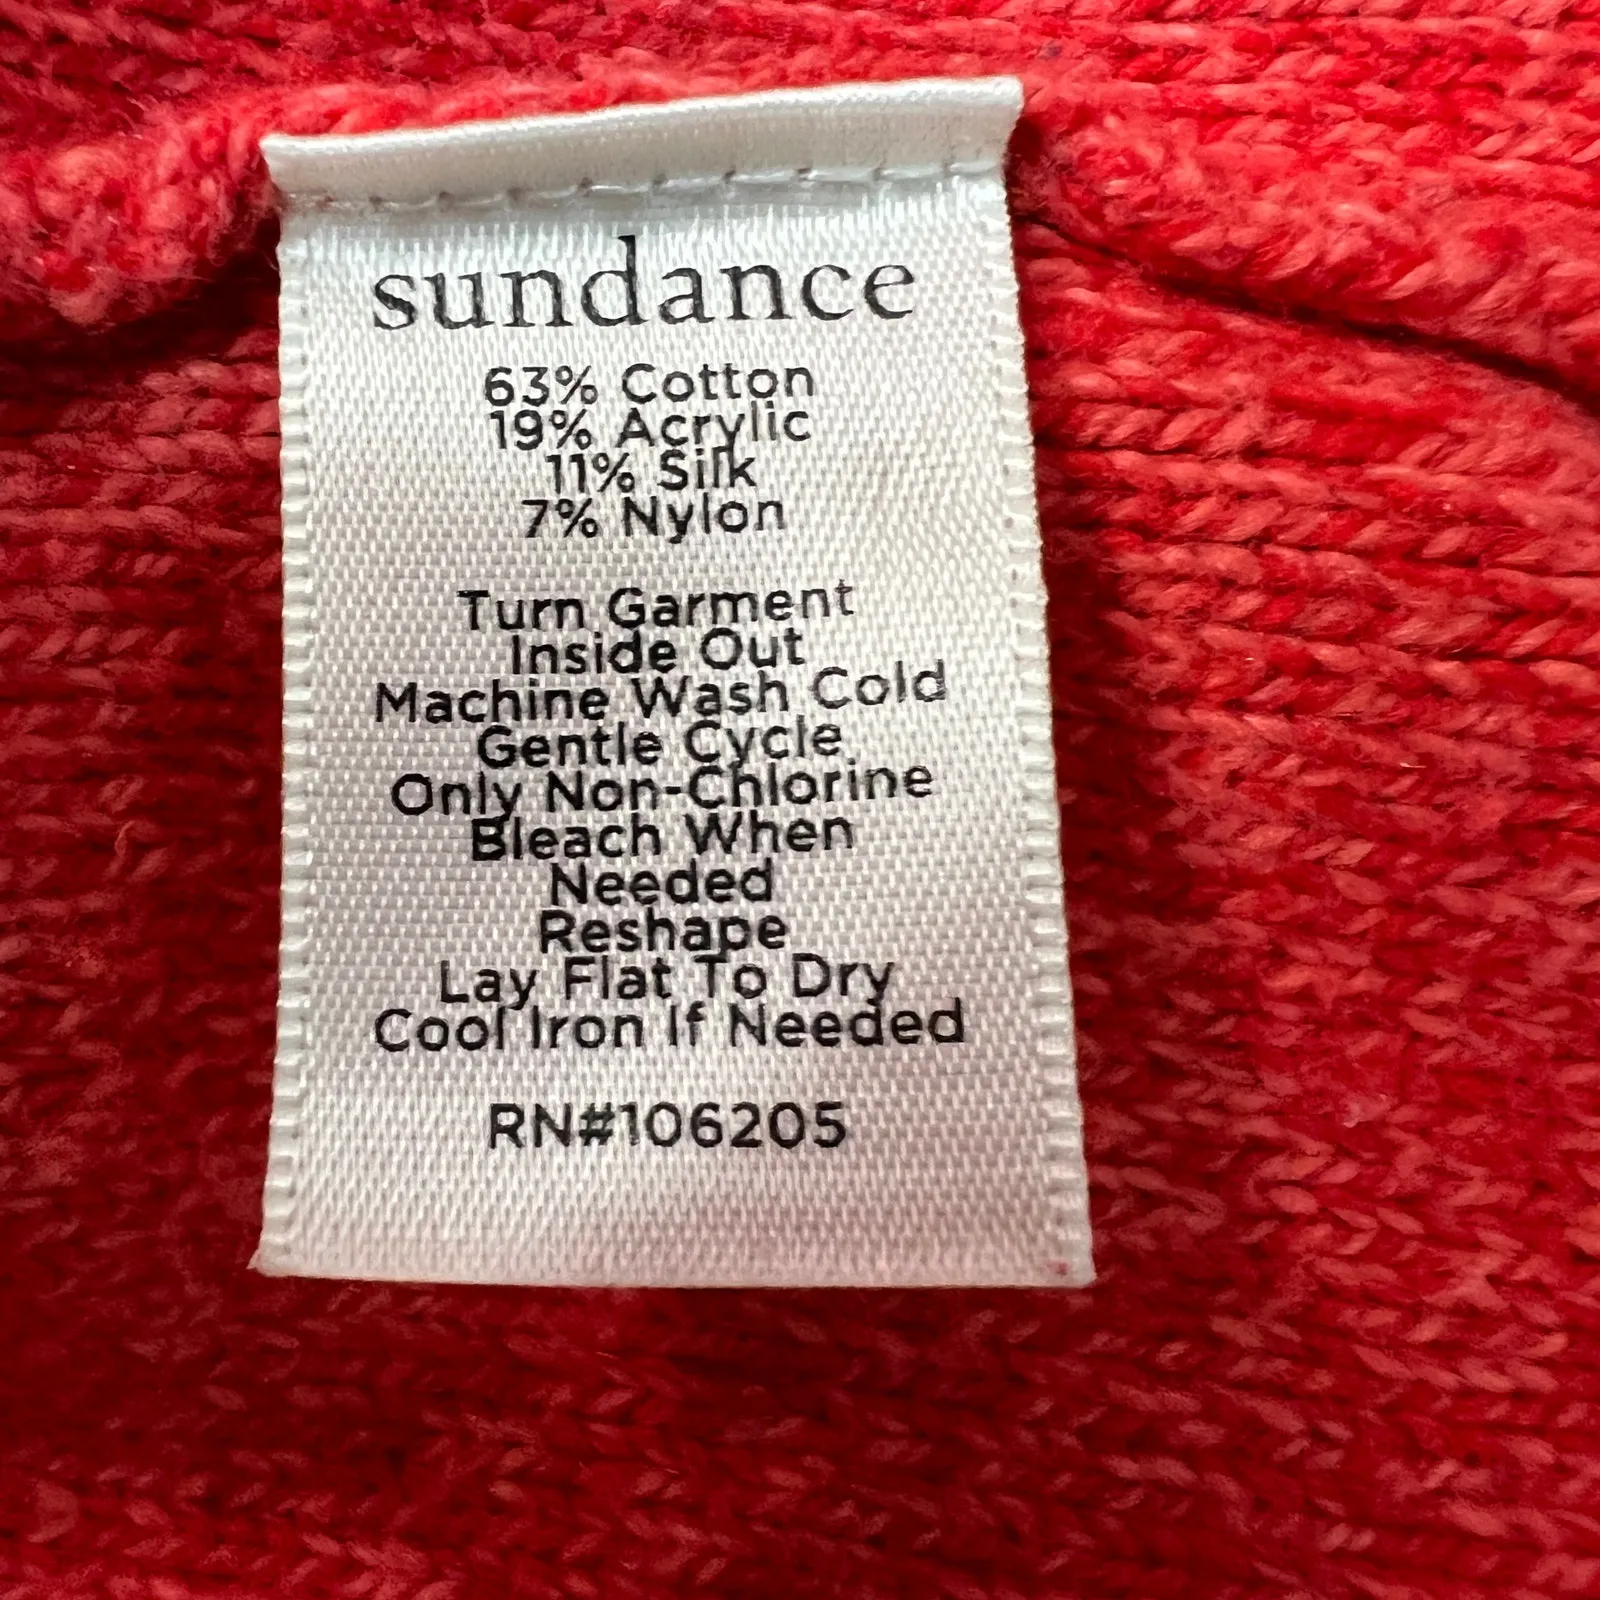 sundance
63% Cotton
19% Acrylic
11% Silk
7% Nylon
Turn Garment
Inside Out
Machine Wash Cold
Gentle Cycle
Only Non-Chlorine
Bleach When
Needed
Reshape
Lay Flat To Dry
Cool Iron If Needed
RN#106205